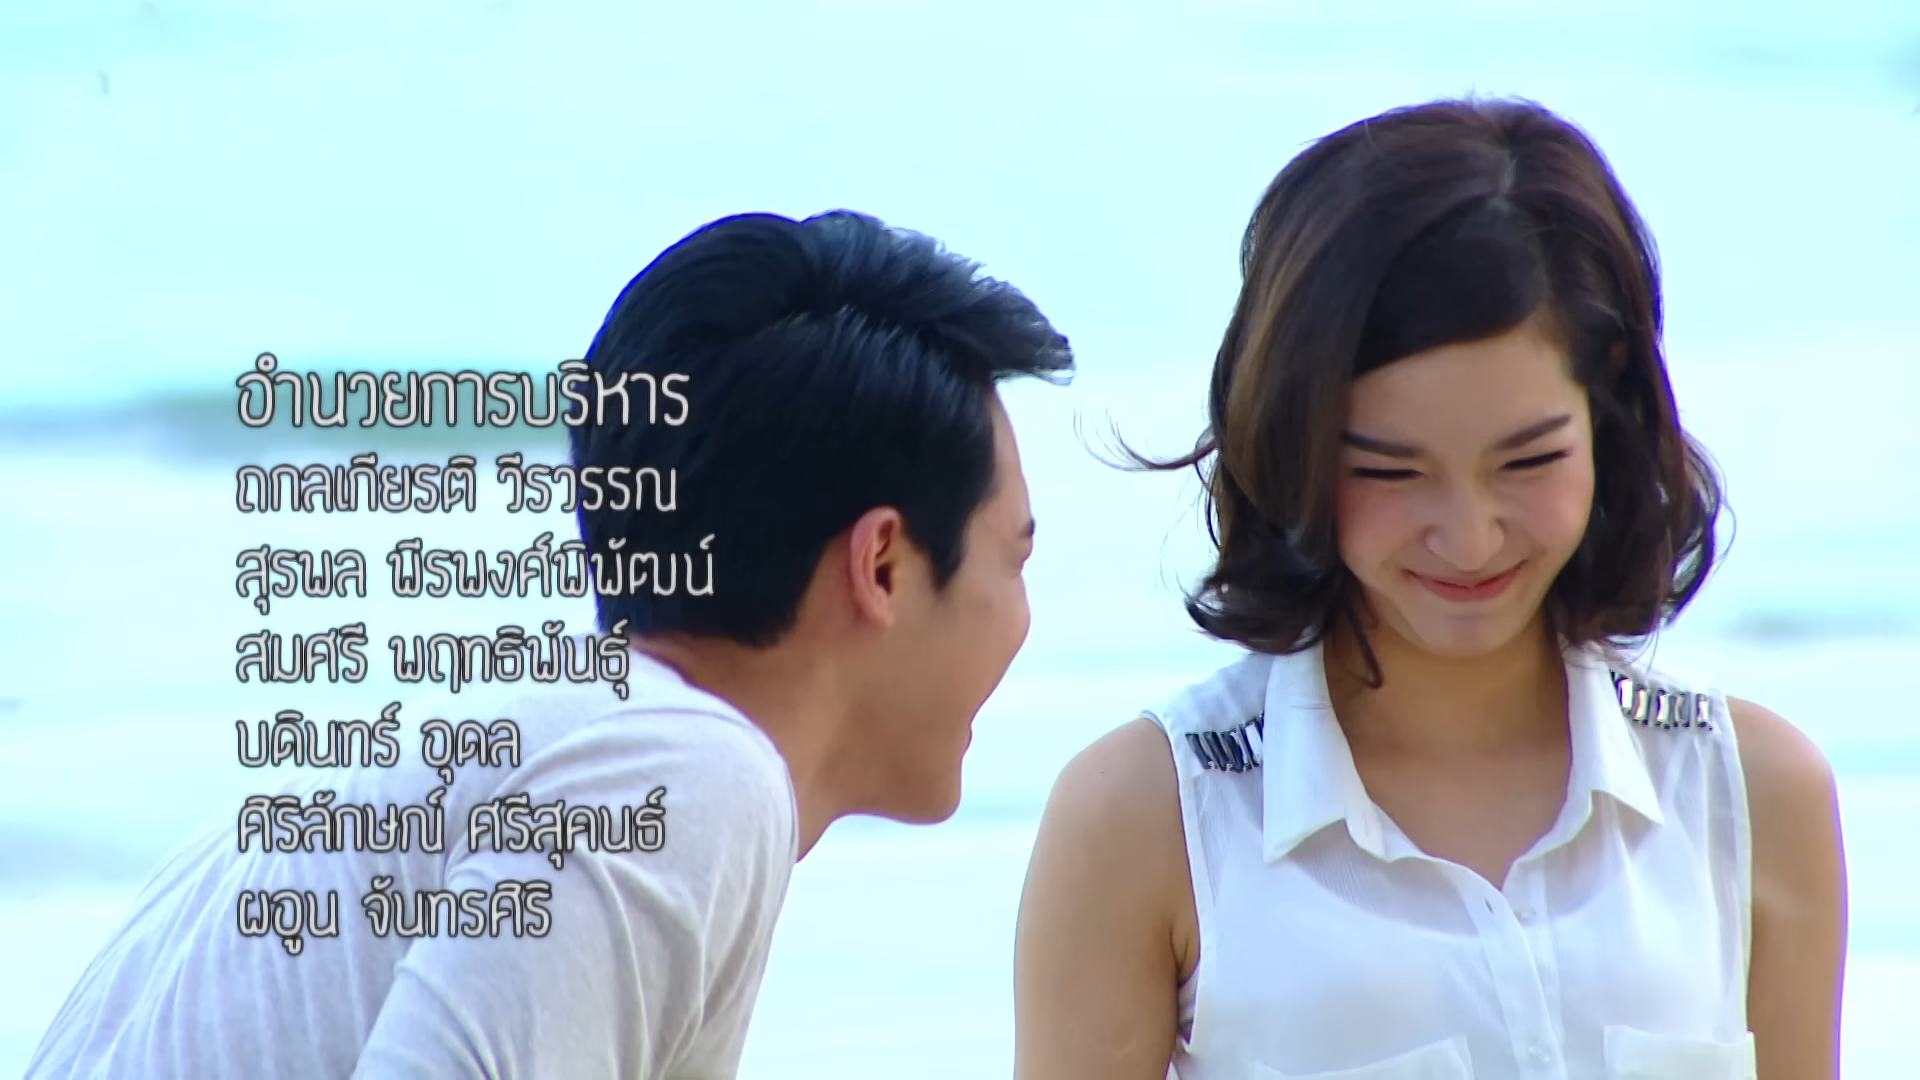 อำนวยการบริหาร
ถกลเกียรติ วีรวรรณ
สุรพล พีรพงศ์พิพัฒน์
สมศรี พฤทธิพันธุ์
บดินทร์ อุดล
ศิริลักษณ์ ศรีสุคนธ์
ผอูน จันทรศิริ